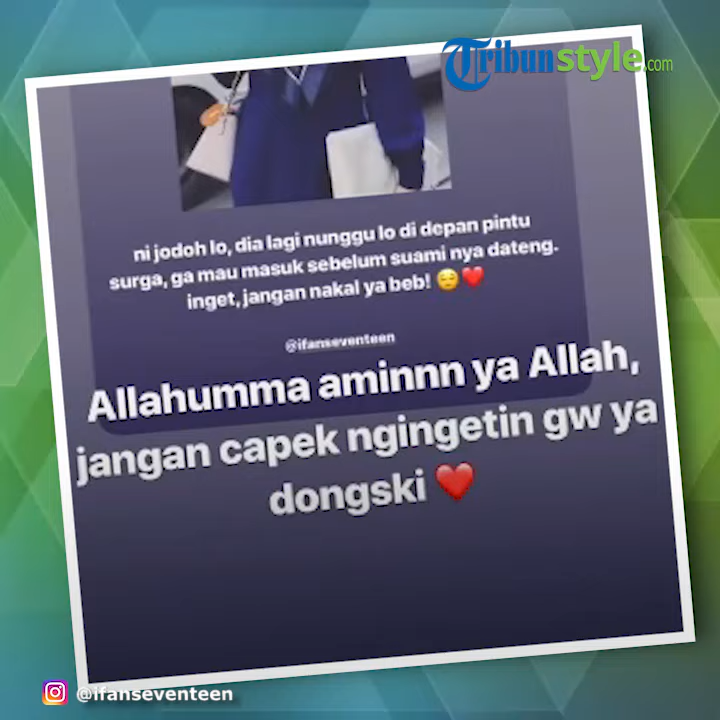 Tribunstyle.com
ni jodoh lo, dia lagi nunggu lo di depan pintu
surga, ga mau masuk sebelum suami nya dateng.
inget, jangan nakal ya beb! 😔❤️
@ifanseventeen
Allahumma aminnn ya Allah,
jangan capek ngingetin gw ya
dongski ❤️
@ifanseventeen